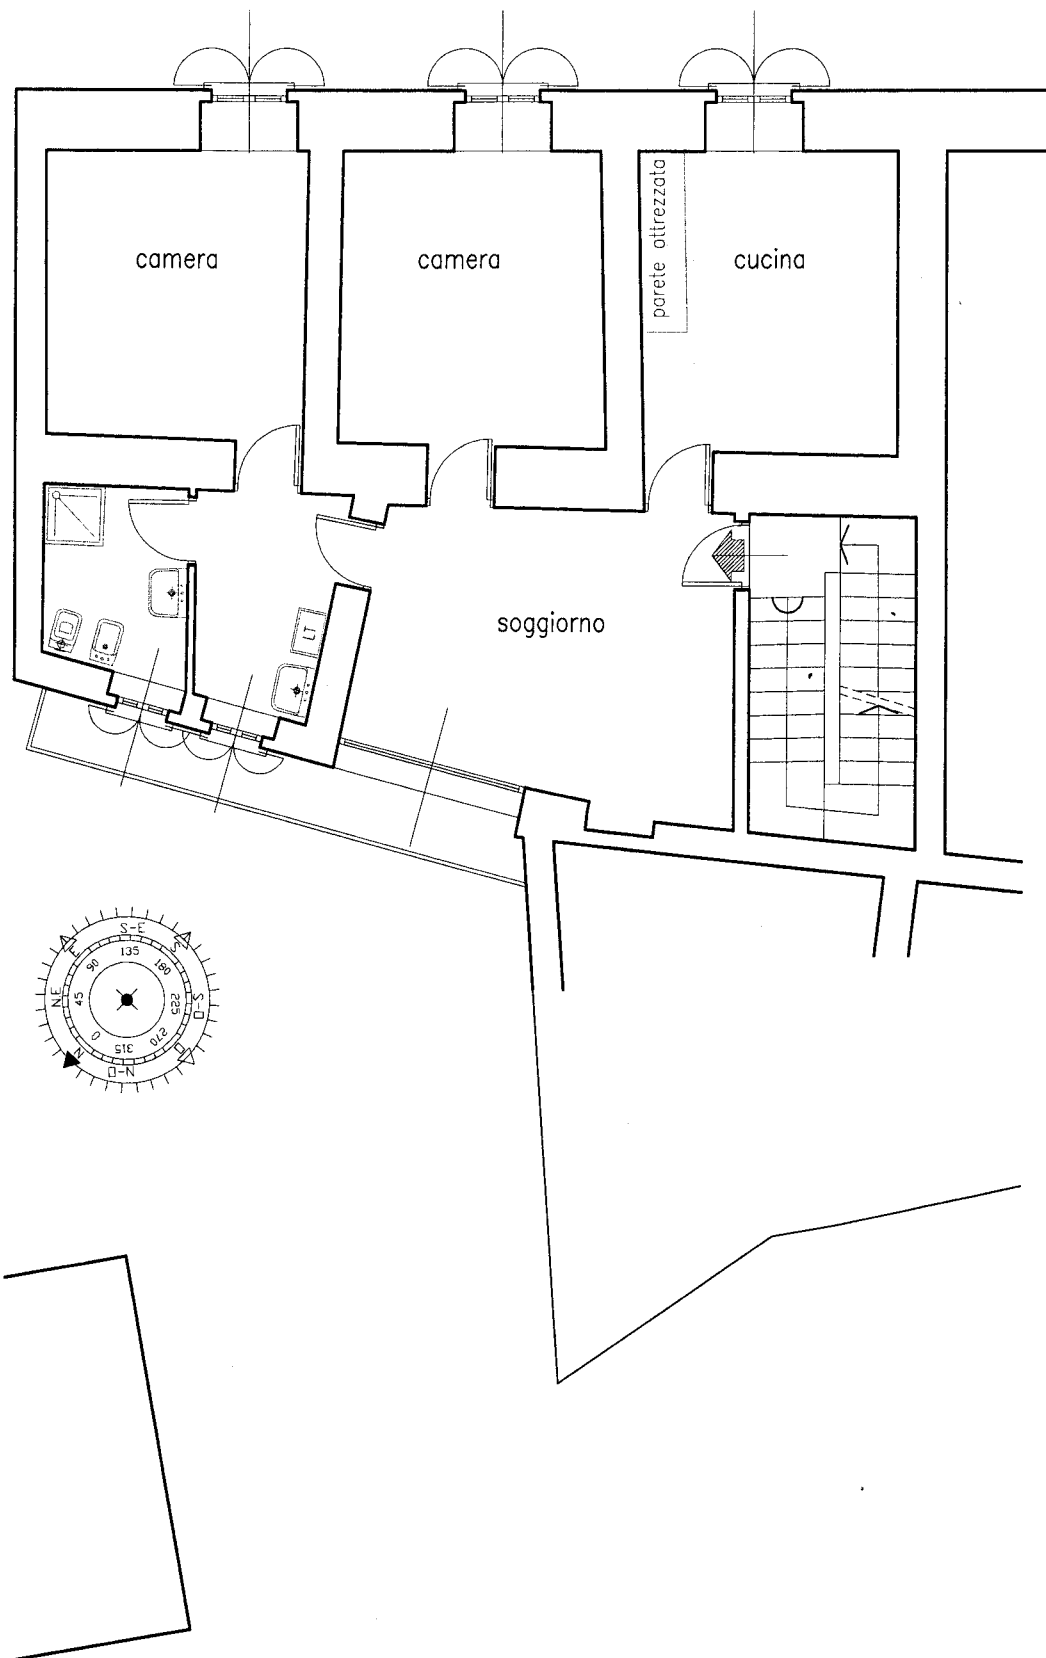 camera
camera
parete attrezzata
cucina
soggiorno
LT
S-E
S
S-O
O
N-O
N
NE
E
135
180
225
270
315
0
45
90